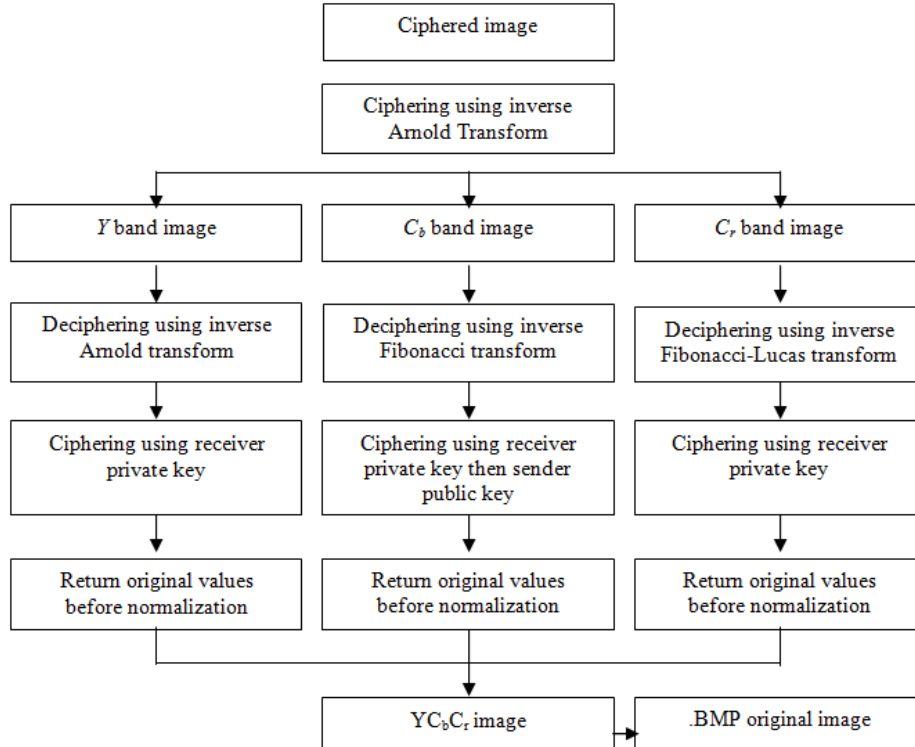 Ciphered image
Ciphering using inverse
Arnold Transform
Y band image
C_b band image
C_r band image
Deciphering using inverse
Arnold transform
Deciphering using inverse
Fibonacci transform
Deciphering using inverse
Fibonacci-Lucas transform
Ciphering using receiver
private key
Ciphering using receiver
private key then sender
public key
Ciphering using receiver
private key
Return original values
before normalization
Return original values
before normalization
Return original values
before normalization
YC_bC_r image
.BMP original image